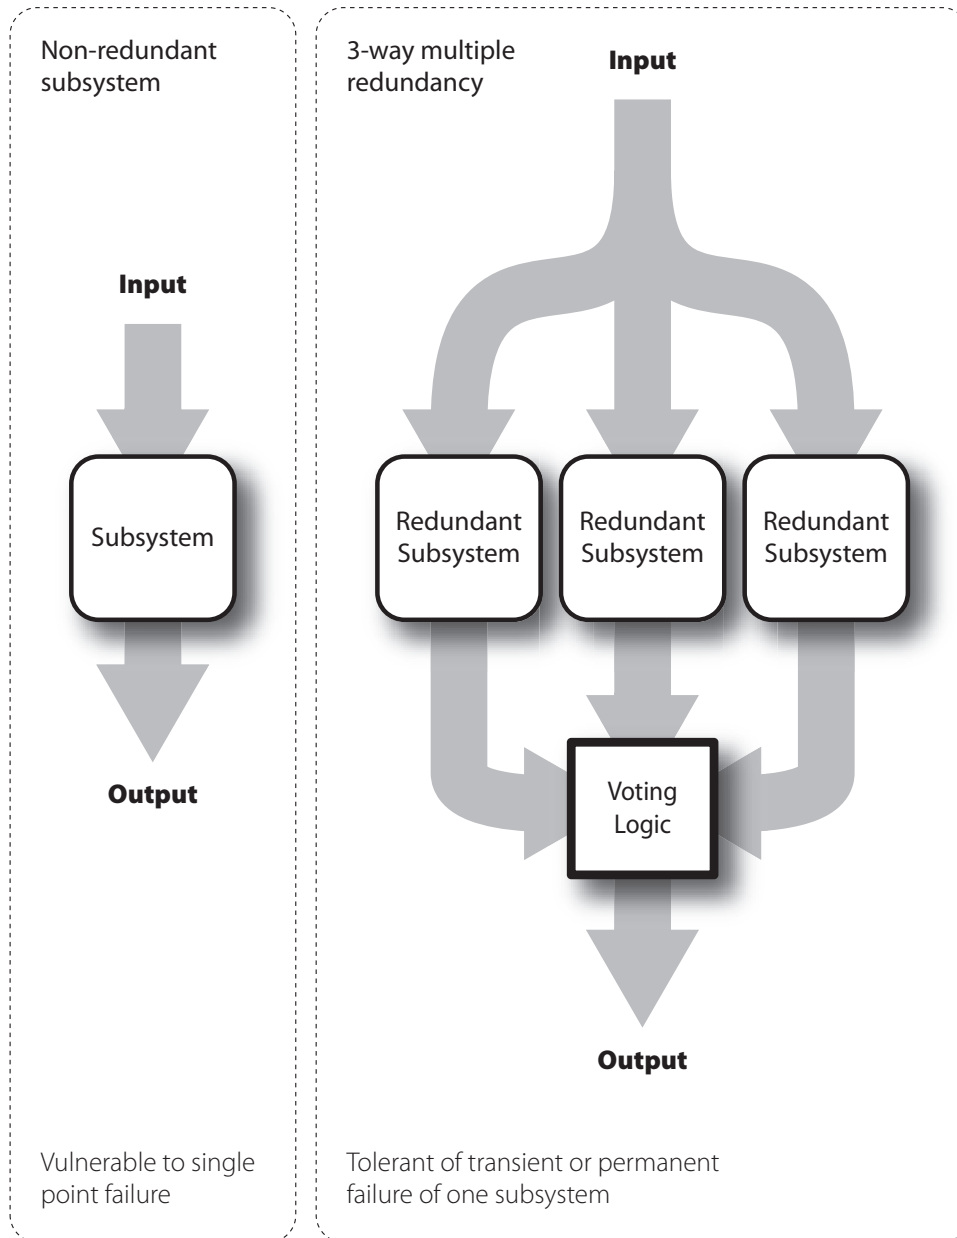 Non-redundant
subsystem
Input
Subsystem
Output
Vulnerable to single
point failure
3-way multiple
redundancy
Input
Redundant
Subsystem
Redundant
Subsystem
Redundant
Subsystem
Voting
Logic
Output
Tolerant of transient or permanent
failure of one subsystem